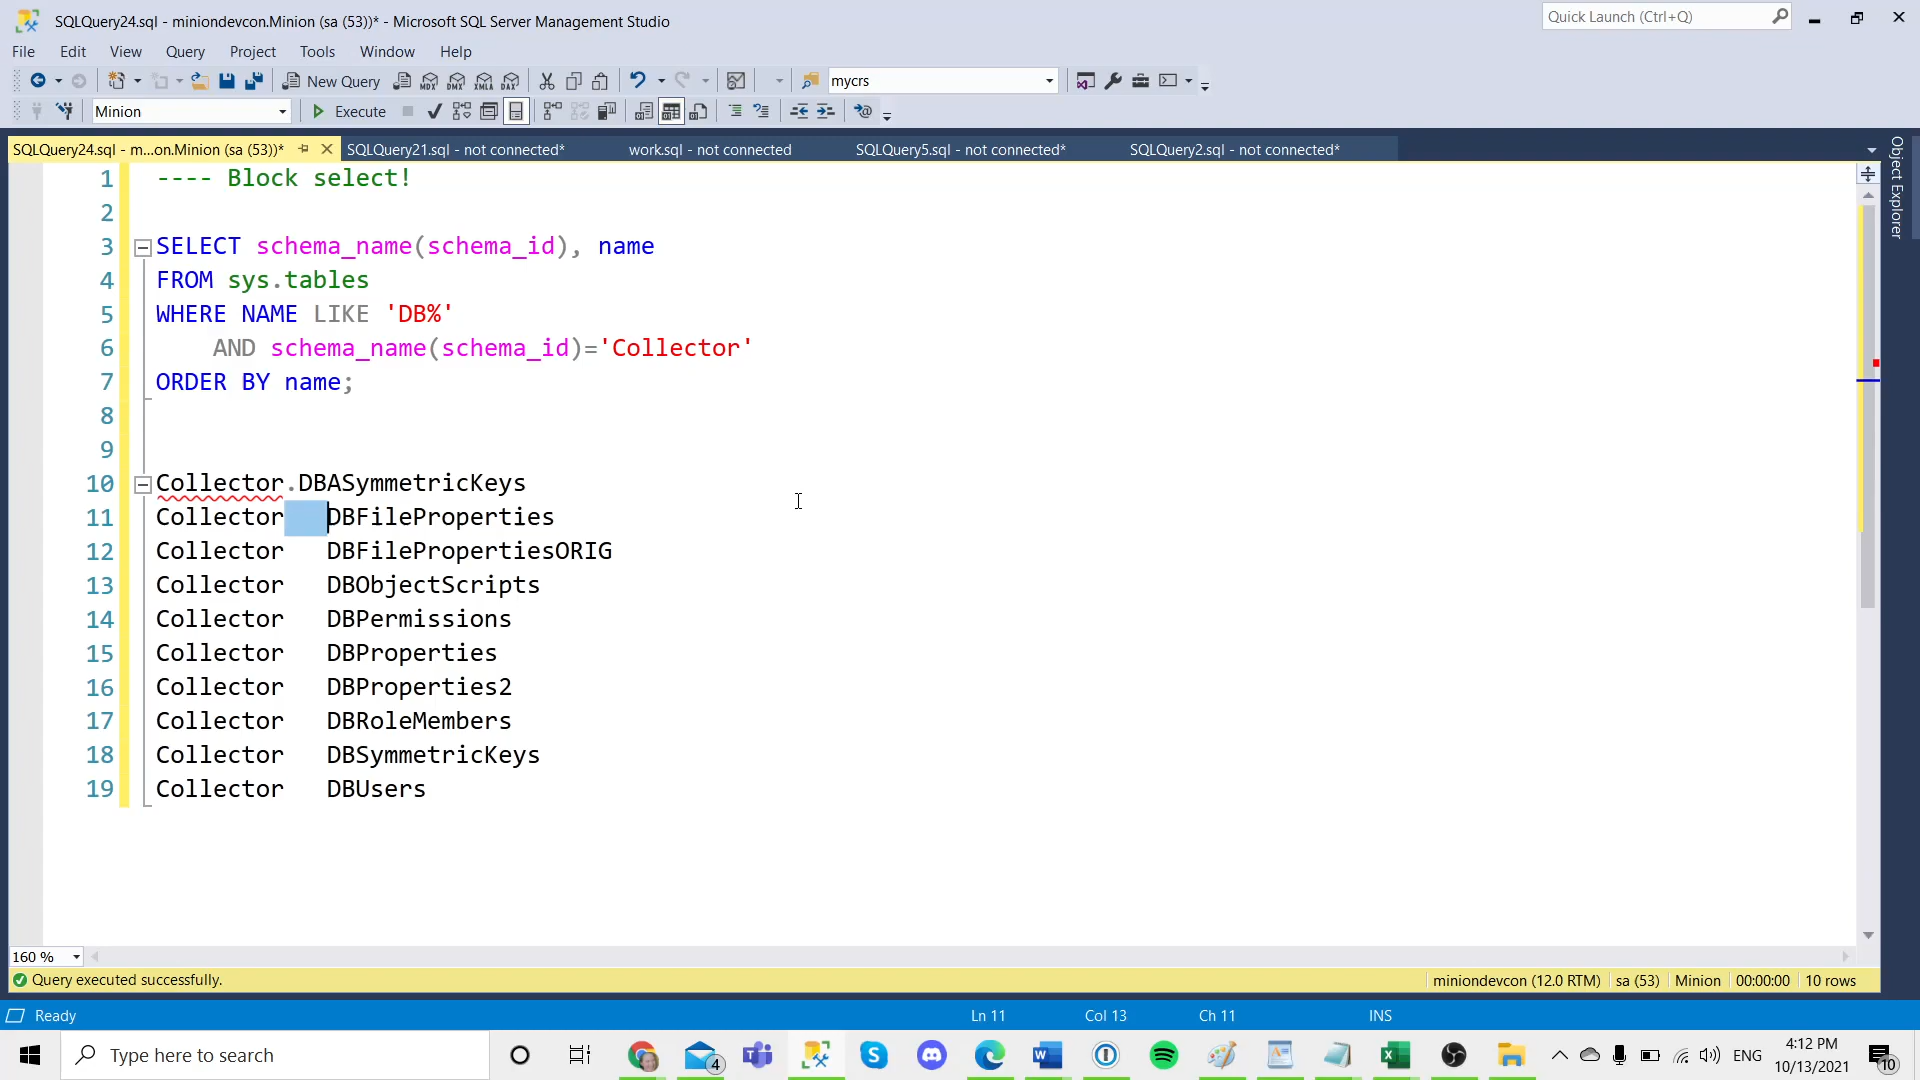 SQLQuery24.sql - miniondevcon.Minion (sa (53))* - Microsoft SQL Server Management Studio
Quick Launch (Ctrl+Q)
File Edit View Query Project Tools Window Help
New Query MDX DMX XMLA DAX mycrs
Minion Execute
SQLQuery24.sql - m...on.Minion (sa (53))* SQLQuery21.sql - not connected* work.sql - not connected SQLQuery5.sql - not connected* SQLQuery2.sql - not connected*
Object Explorer
1 ---- Block select!
2
3 SELECT schema_name(schema_id), name
4 FROM sys.tables
5 WHERE NAME LIKE 'DB%'
6 AND schema_name(schema_id)='Collector'
7 ORDER BY name;
8
9
10 Collector.DBASymmetricKeys
11 Collector DBFileProperties
12 Collector DBFilePropertiesORIG
13 Collector DBObjectScripts
14 Collector DBPermissions
15 Collector DBProperties
16 Collector DBProperties2
17 Collector DBRoleMembers
18 Collector DBSymmetricKeys
19 Collector DBUsers
160 %
Query executed successfully. miniondevcon (12.0 RTM) sa (53) Minion 00:00:00 10 rows
Ready Ln 11 Col 13 Ch 11 INS
Type here to search 4 ENG 4:12 PM 10
10/13/2021